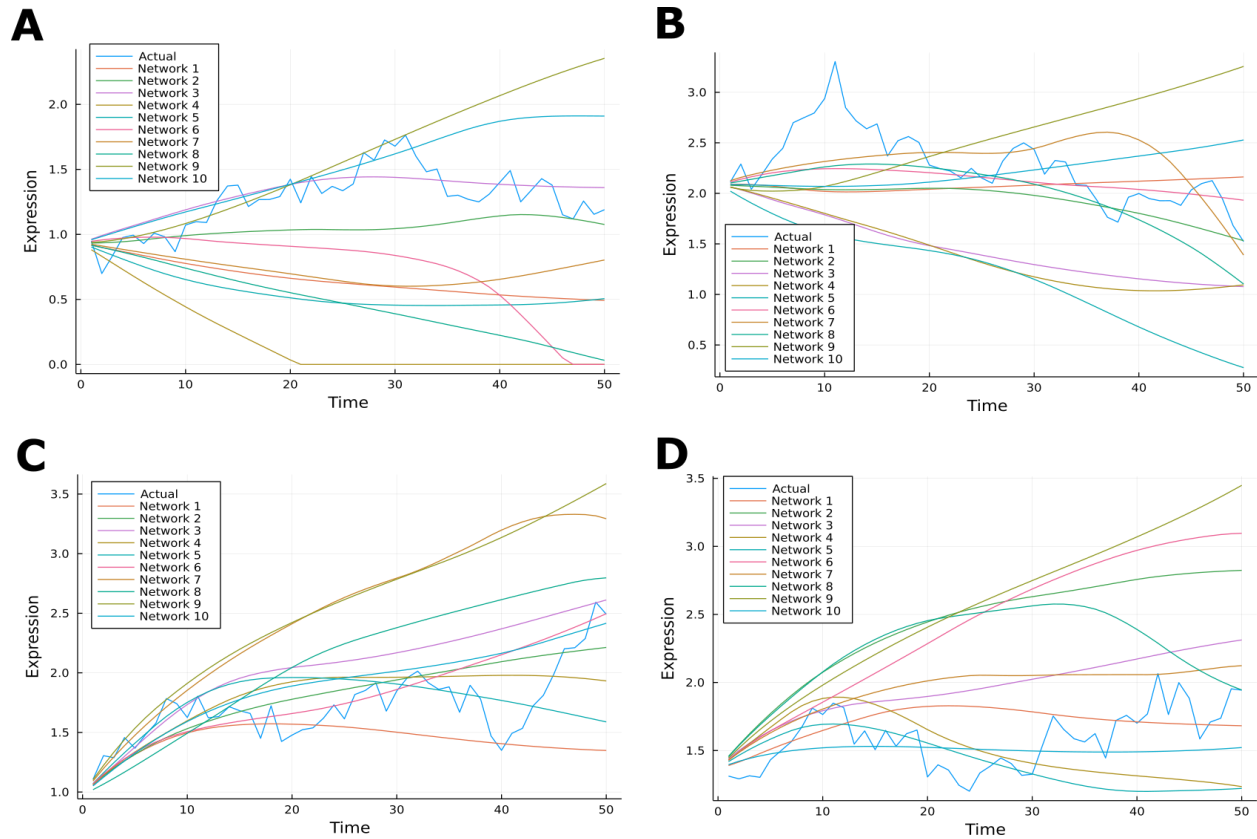 A
Expression
2.0
1.5
1.0
0.5
0.0
0
10
20
30
40
50
Time
Actual
Network 1
Network 2
Network 3
Network 4
Network 5
Network 6
Network 7
Network 8
Network 9
Network 10
B
Expression
3.0
2.5
2.0
1.5
1.0
0.5
0
10
20
30
40
50
Time
Actual
Network 1
Network 2
Network 3
Network 4
Network 5
Network 6
Network 7
Network 8
Network 9
Network 10
C
Expression
3.5
3.0
2.5
2.0
1.5
1.0
0
10
20
30
40
50
Time
Actual
Network 1
Network 2
Network 3
Network 4
Network 5
Network 6
Network 7
Network 8
Network 9
Network 10
D
Expression
3.5
3.0
2.5
2.0
1.5
0
10
20
30
40
50
Time
Actual
Network 1
Network 2
Network 3
Network 4
Network 5
Network 6
Network 7
Network 8
Network 9
Network 10